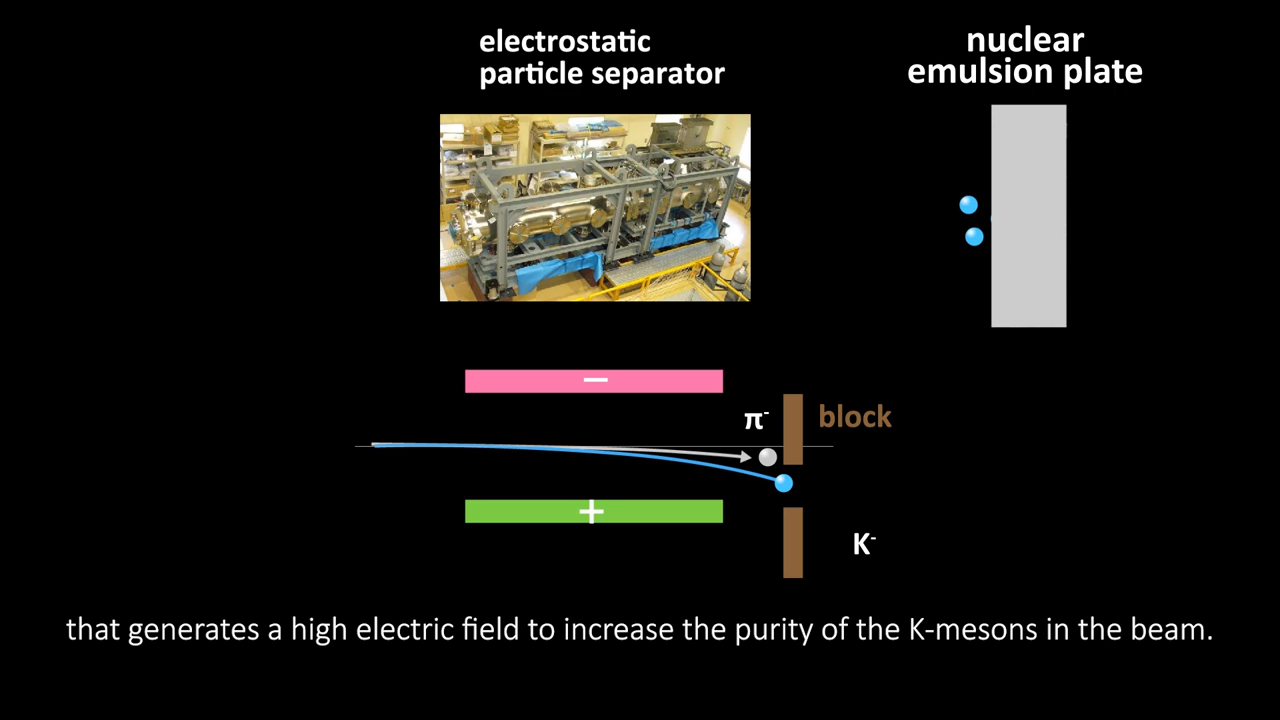 electrostatic
particle separator
nuclear
emulsion plate
−
π⁻
block
+
K⁻
that generates a high electric field to increase the purity of the K-mesons in the beam.